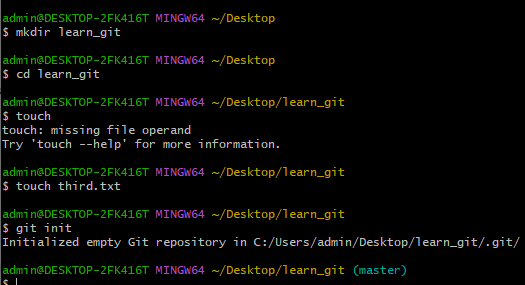 admin@DESKTOP-2FK416T MINGW64 ~/Desktop
$ mkdir learn_git
admin@DESKTOP-2FK416T MINGW64 ~/Desktop
$ cd learn_git
admin@DESKTOP-2FK416T MINGW64 ~/Desktop/learn_git
$ touch
touch: missing file operand
Try 'touch --help' for more information.
admin@DESKTOP-2FK416T MINGW64 ~/Desktop/learn_git
$ touch third.txt
admin@DESKTOP-2FK416T MINGW64 ~/Desktop/learn_git
$ git init
Initialized empty Git repository in C:/Users/admin/Desktop/learn_git/.git/
admin@DESKTOP-2FK416T MINGW64 ~/Desktop/learn_git (master)
$